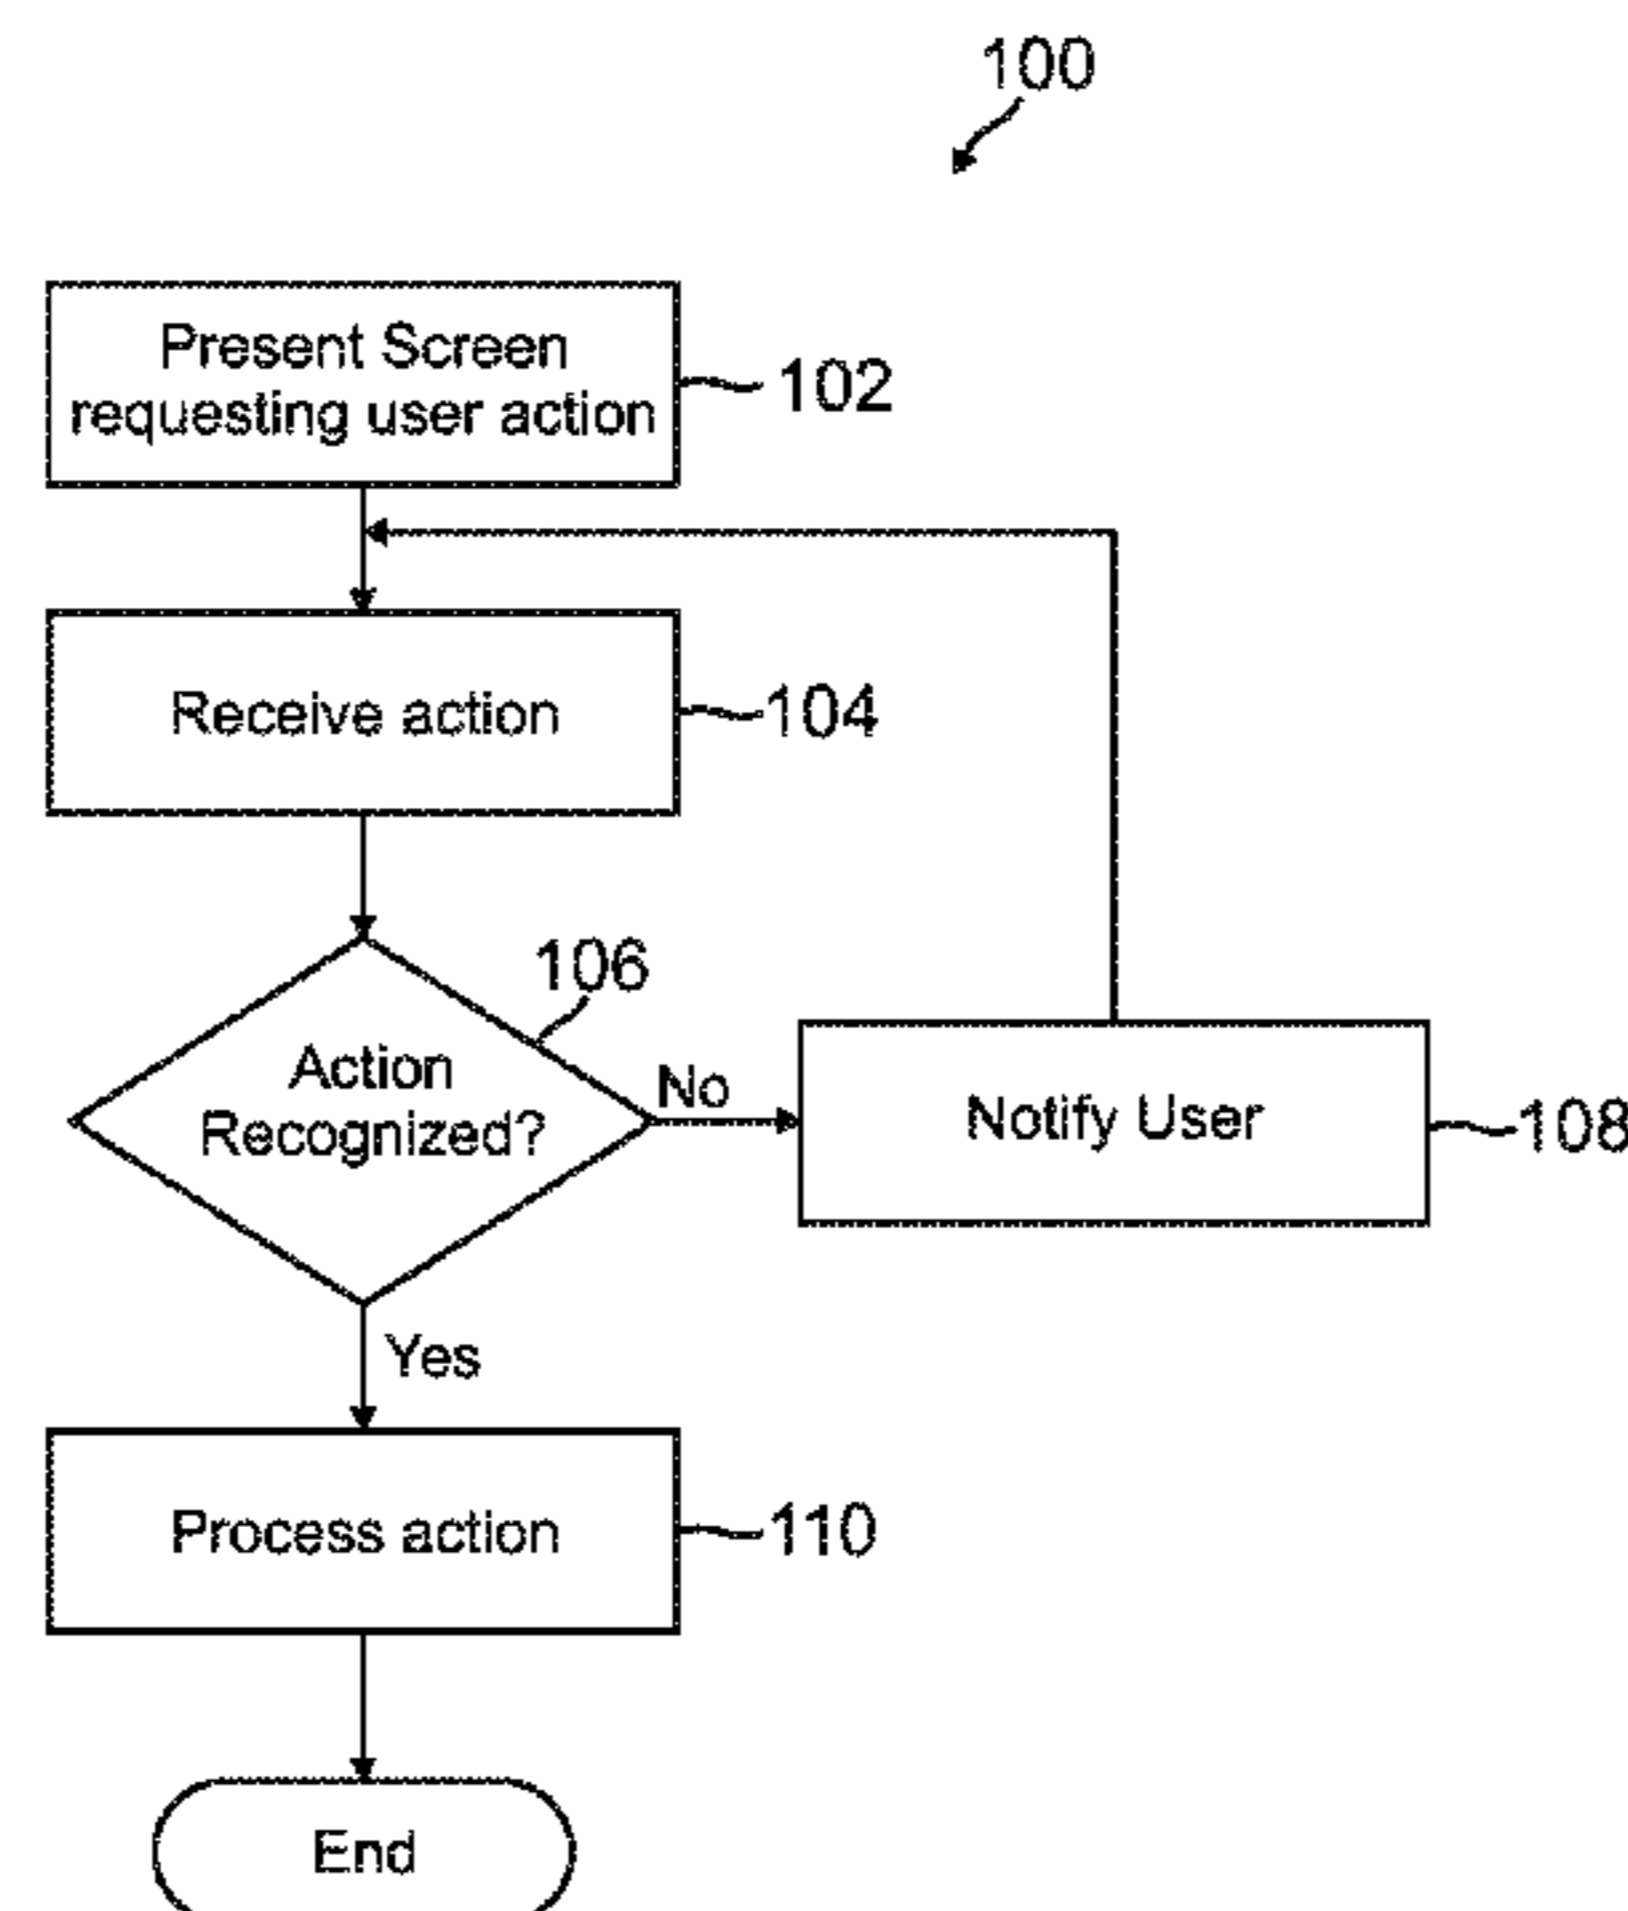 100
Present Screen
requesting user action
102
Receive action
104
106
Action
Recognized?
No
Notify User
108
Yes
Process action
110
End